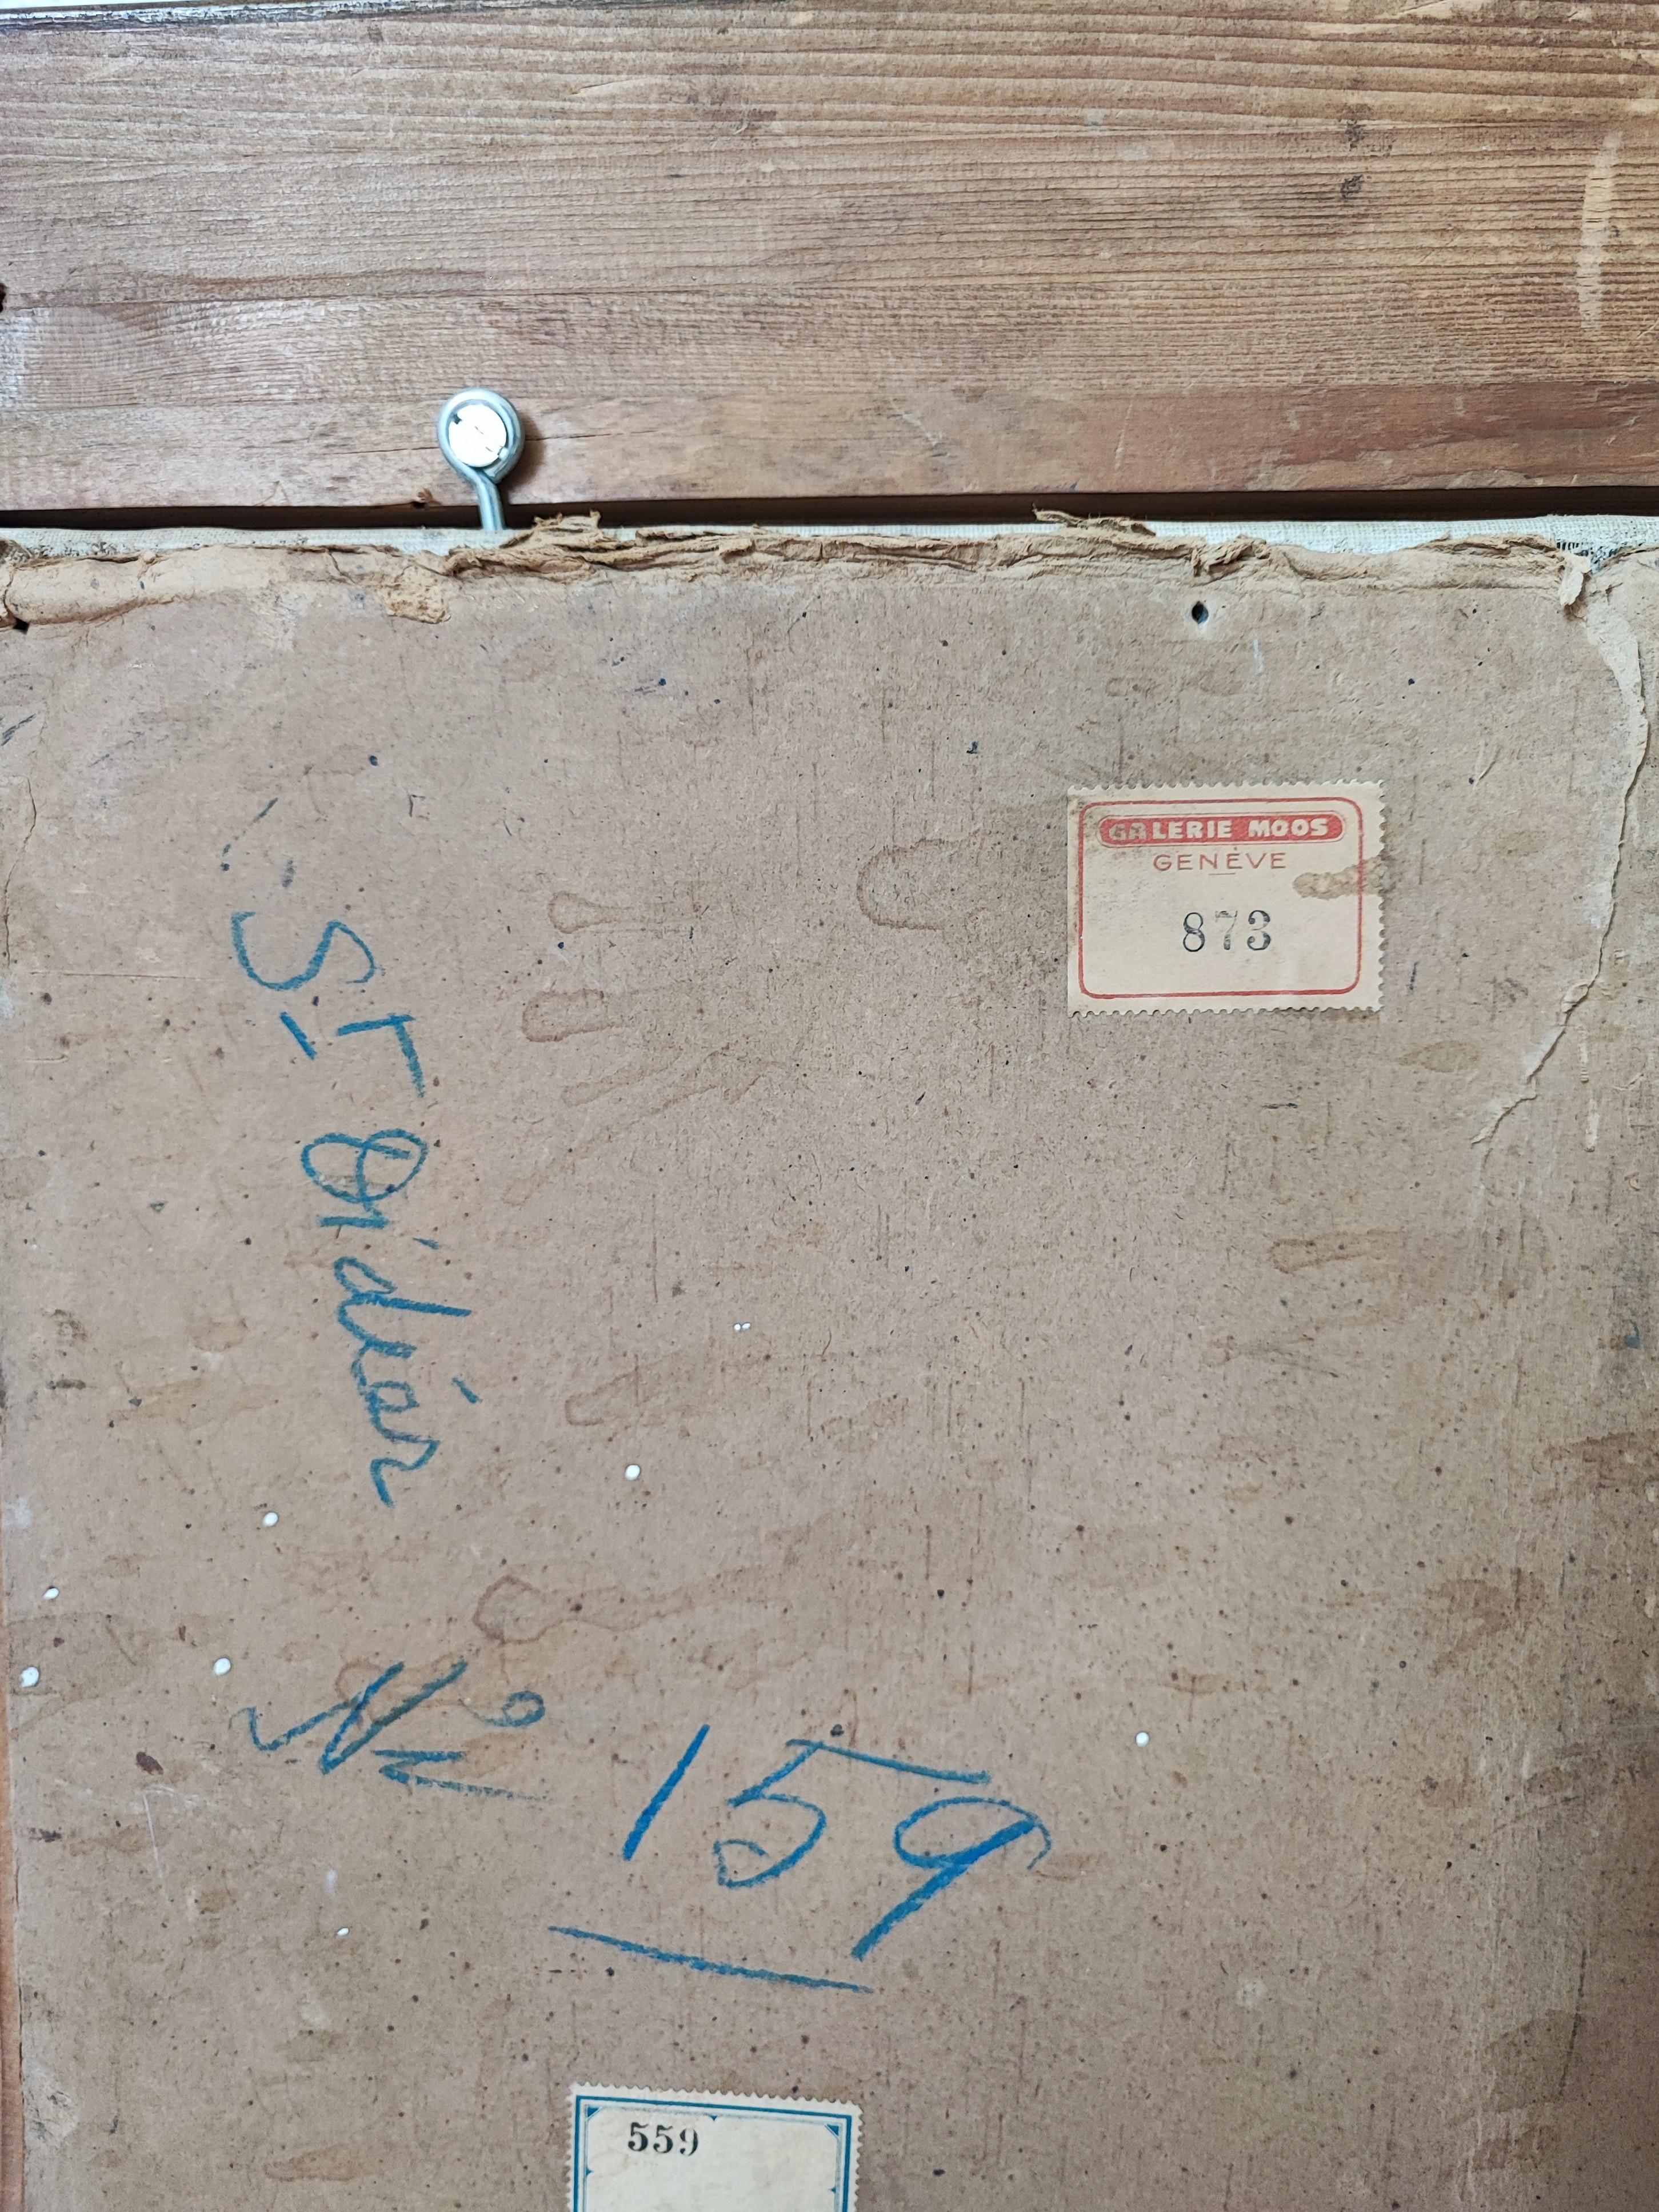 GALERIE MOOS
GENÈVE
873
St Didier
No 159
559